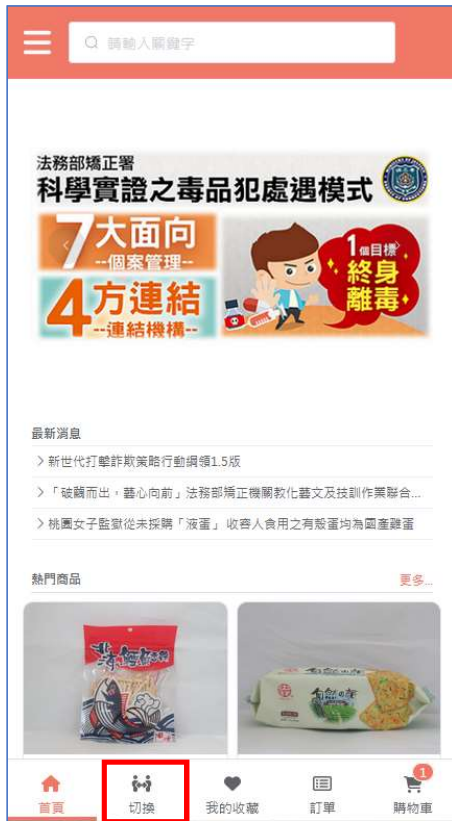 請輸入關鍵字
法務部矯正署
科學實證之毒品犯處遇模式
7大面向
--個案管理--
4方連結
--連結機構--
1個目標
終身
離毒
最新消息
新世代打擊詐欺策略行動綱領1.5版
「破繭而出，藝心向前」法務部矯正機關教化藝文及技訓作業聯合...
桃園女子監獄從未採購「液蛋」 收容人食用之有殼蛋均為國產雞蛋
熱門商品
更多...
自然の美
1
首頁
切換
我的收藏
訂單
購物車